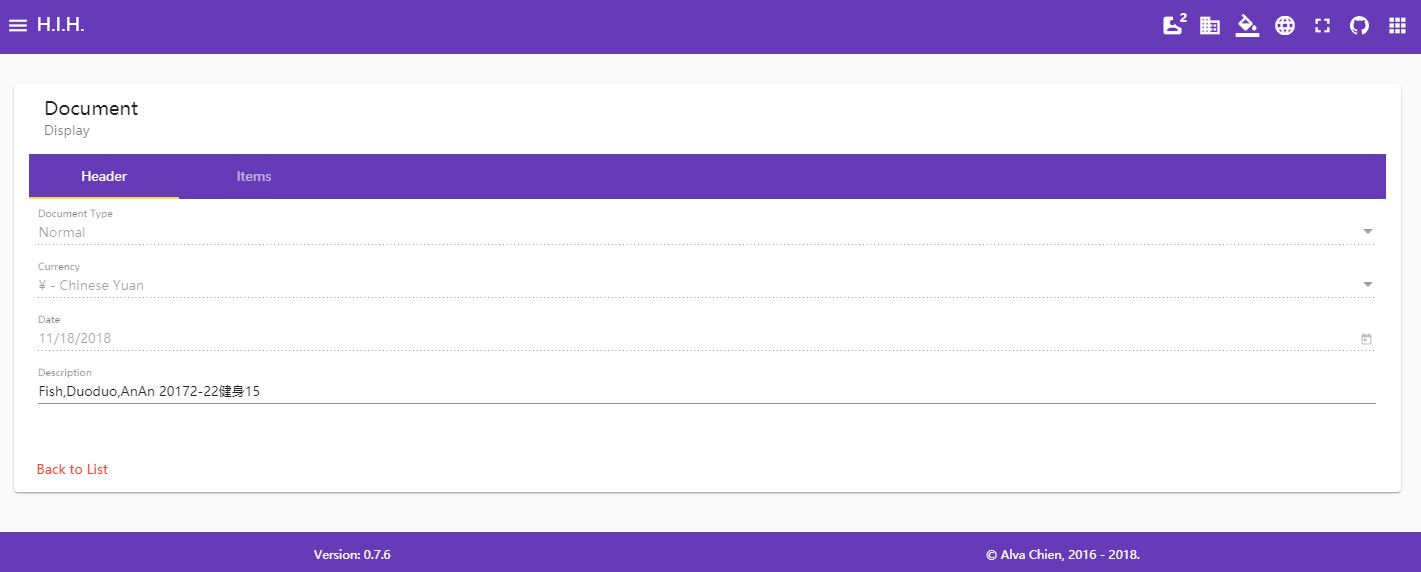 H.I.H.
2
Document
Display
Header Items
Document Type
Normal
Currency
¥ - Chinese Yuan
Date
11/18/2018
Description
Fish,Duoduo,AnAn 20172-22健身15
Back to List
Version: 0.7.6 © Alva Chien, 2016 - 2018.